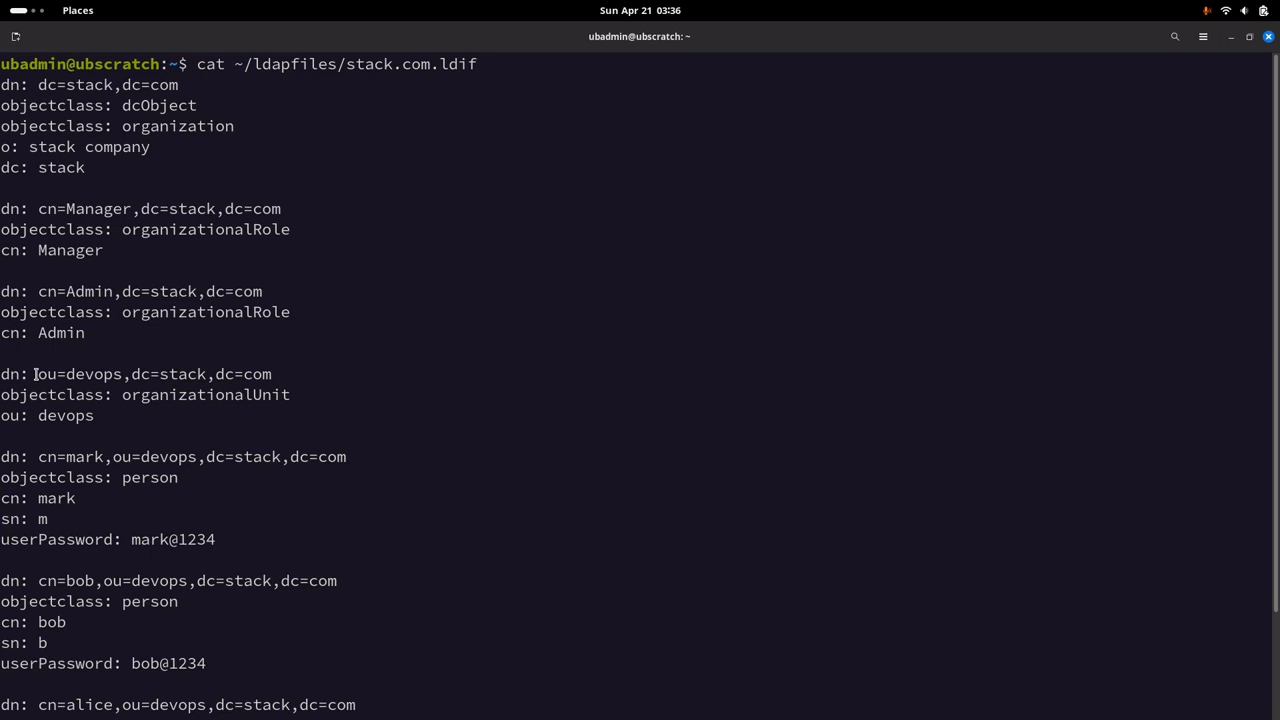 Places
Sun Apr 21 03:36
ubadmin@ubscratch: ~
ubadmin@ubscratch:~$ cat ~/ldapfiles/stack.com.ldif
dn: dc=stack,dc=com
objectclass: dcObject
objectclass: organization
o: stack company
dc: stack
dn: cn=Manager,dc=stack,dc=com
objectclass: organizationalRole
cn: Manager
dn: cn=Admin,dc=stack,dc=com
objectclass: organizationalRole
cn: Admin
dn: ou=devops,dc=stack,dc=com
objectclass: organizationalUnit
ou: devops
dn: cn=mark,ou=devops,dc=stack,dc=com
objectclass: person
cn: mark
sn: m
userPassword: mark@1234
dn: cn=bob,ou=devops,dc=stack,dc=com
objectclass: person
cn: bob
sn: b
userPassword: bob@1234
dn: cn=alice,ou=devops,dc=stack,dc=com